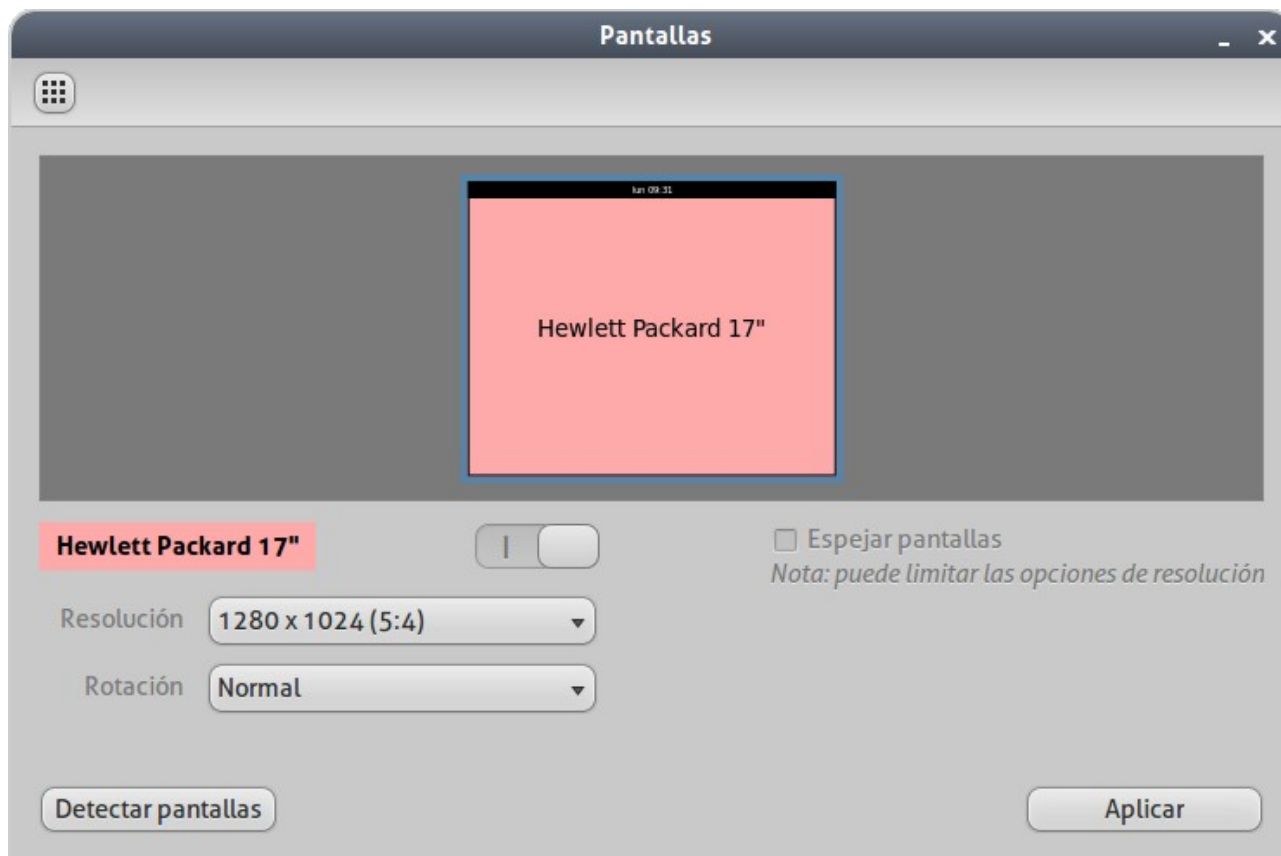 Pantallas
lun 09:31
Hewlett Packard 17"
Hewlett Packard 17"
Espejar pantallas
Nota: puede limitar las opciones de resolución
Resolución
1280 x 1024 (5:4)
Rotación
Normal
Detectar pantallas
Aplicar